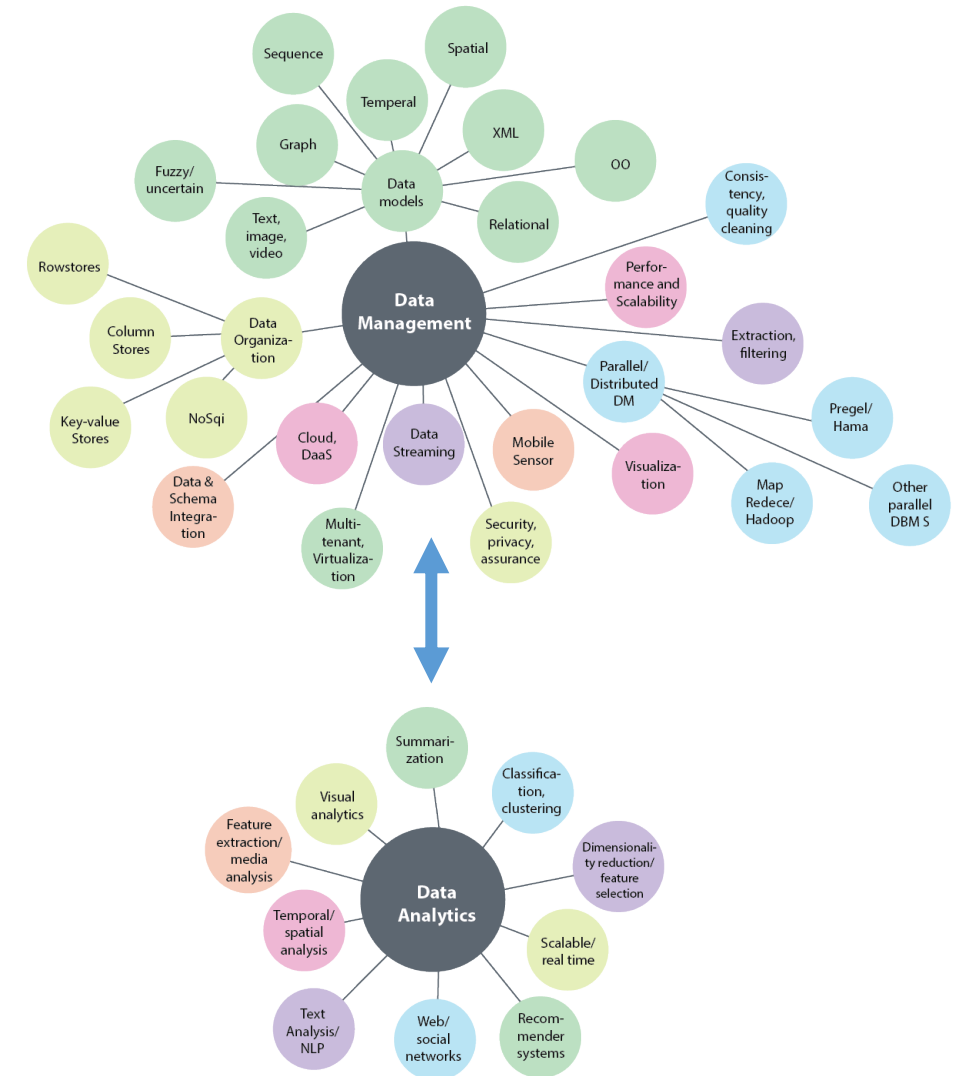 Sequence
Spatial
Temperal
Graph
XML
OO
Fuzzy/
uncertain
Data
models
Text,
image,
video
Relational
Consis-
tency,
quality
cleaning
Rowstores
Column
Stores
Data
Organiza-
tion
Key-value
Stores
NoSqi
Data
Management
Perfor-
mance and
Scalability
Extraction,
filtering
Parallel/
Distributed
DM
Pregel/
Hama
Map
Redece/
Hadoop
Other
parallel
DBM S
Data &
Schema
Integra-
tion
Cloud,
DaaS
Data
Streaming
Mobile
Sensor
Visualiza-
tion
Multi-
tenant,
Virtualiza-
tion
Security,
privacy,
assurance
Summari-
zation
Visual
analytics
Classifica-
tion,
clustering
Feature
extraction/
media
analysis
Dimensionali-
ty reduction/
feature
selection
Data
Analytics
Temporal/
spatial
analysis
Scalable/
real time
Text
Analysis/
NLP
Web/
social
networks
Recom-
mender
systems